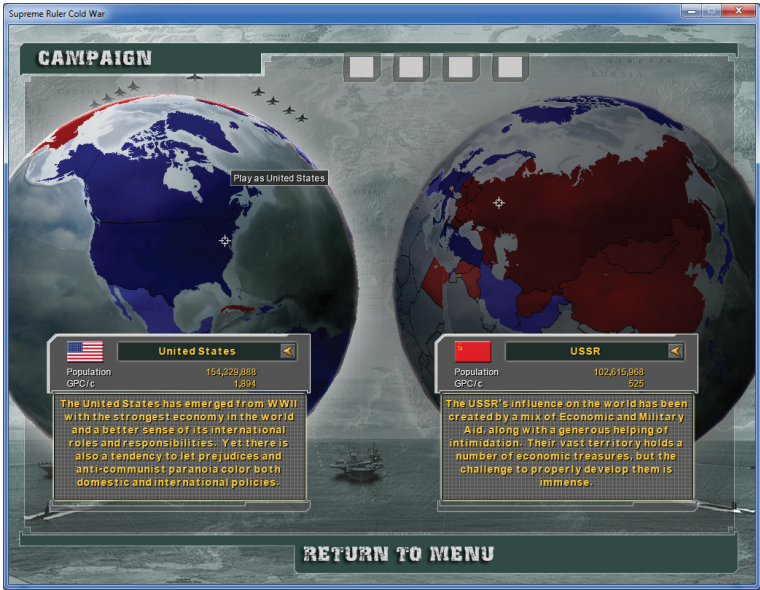 Supreme Ruler Cold War
CAMPAIGN
CANADA
RUSSIA
Play as United States
United States
Population 154,329,888
GPC/c 1,894
The United States has emerged from WWII
with the strongest economy in the world
and a better sense of its international
roles and responsibilities. Yet there is
also a tendency to let prejudices and
anti-communist paranoia color both
domestic and international policies.
USSR
Population 102,615,968
GPC/c 525
The USSR's influence on the world has been
created by a mix of Economic and Military
Aid, along with a generous helping of
intimidation. Their vast territory holds a
number of economic treasures, but the
challenge to properly develop them is
immense.
RETURN TO MENU